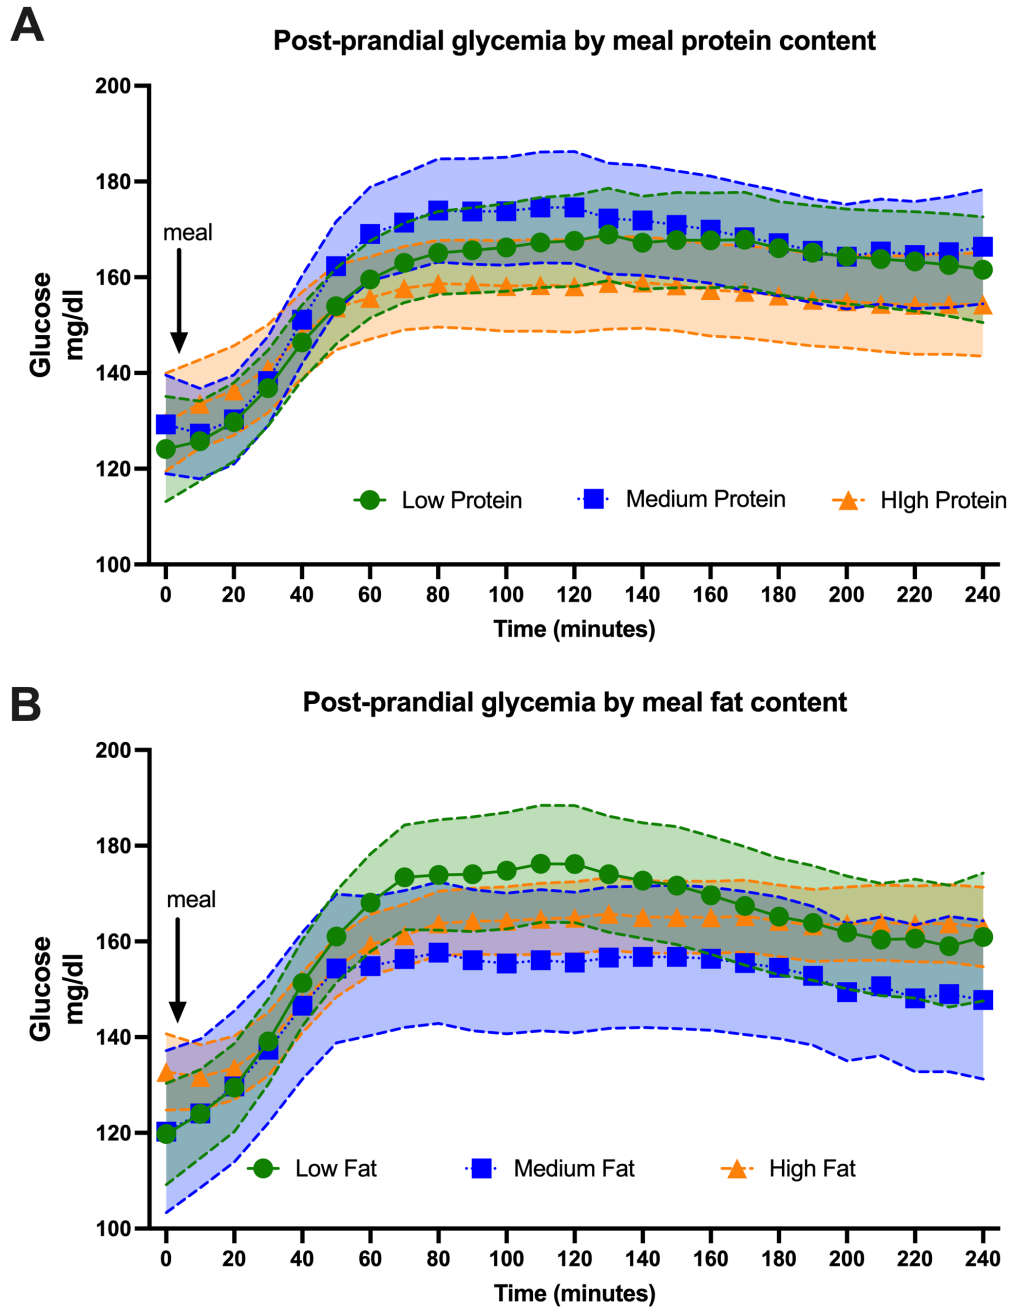 A
Post-prandial glycemia by meal protein content
200
180
160
140
120
100
Glucose
mg/dl
meal
Low Protein Medium Protein HIgh Protein
0 20 40 60 80 100 120 140 160 180 200 220 240
Time (minutes)
B
Post-prandial glycemia by meal fat content
200
180
160
140
120
100
Glucose
mg/dl
meal
Low Fat Medium Fat High Fat
0 20 40 60 80 100 120 140 160 180 200 220 240
Time (minutes)